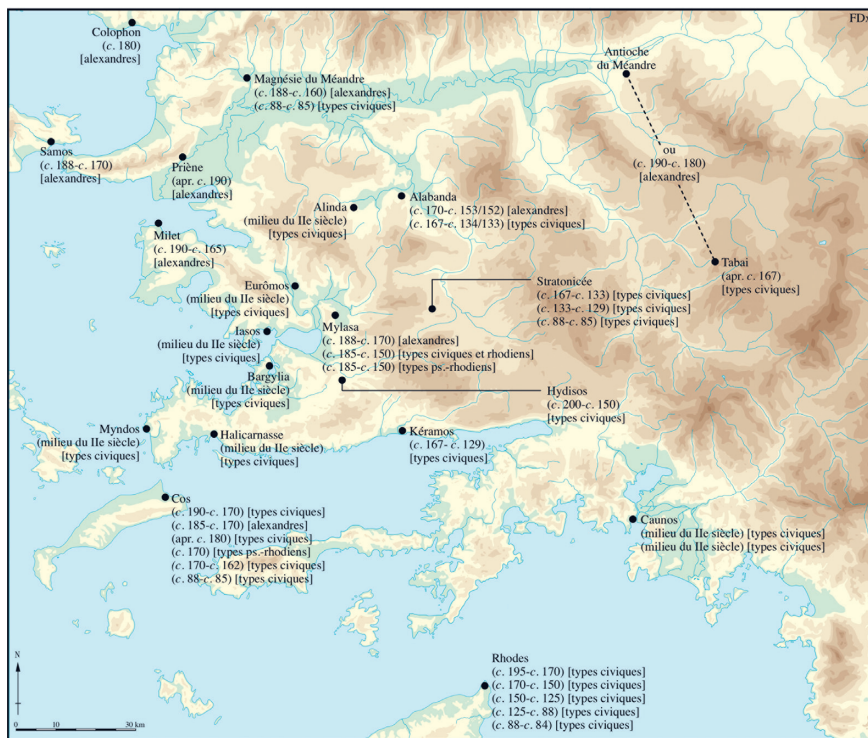 FDx
Colophon
(c. 180)
[alexandres]
Antioche
du Méandre
Magnésie du Méandre
(c. 188-c. 160) [alexandres]
(c. 88-c. 85) [types civiques]
Samos
(c. 188-c. 170)
[alexandres]
Priène
(apr. c. 190)
[alexandres]
ou
(c. 190-c. 180)
[alexandres]
Alinda
(milieu du IIe siècle)
[types civiques]
Alabanda
(c. 170-c. 153/152) [alexandres]
(c. 167-c. 134/133) [types civiques]
Milet
(c. 190-c. 165)
[alexandres]
Tabai
(apr. c. 167)
[types civiques]
Eurômos
(milieu du IIe siècle)
[types civiques]
Stratonicée
(c. 167-c. 133) [types civiques]
(c. 133-c. 129) [types civiques]
(c. 88-c. 85) [types civiques]
Mylasa
(c. 188-c. 170) [alexandres]
(c. 185-c. 150) [types civiques et rhodiens]
(c. 185-c. 150) [types ps.-rhodiens]
Iasos
(milieu du IIe siècle)
[types civiques]
Bargylia
(milieu du IIe siècle)
[types civiques]
Hydisos
(c. 200-c. 150)
[types civiques]
Myndos
(milieu du IIe siècle)
[types civiques]
Halicarnasse
(milieu du IIe siècle)
[types civiques]
Kéramos
(c. 167- c. 129)
[types civiques]
Cos
(c. 190-c. 170) [types civiques]
(c. 185-c. 170) [alexandres]
(apr. c. 180) [types civiques]
(c. 170) [types ps.-rhodiens]
(c. 170-c. 162) [types civiques]
(c. 88-c. 85) [types civiques]
Caunos
(milieu du IIe siècle) [types civiques]
(milieu du IIe siècle) [types civiques]
Rhodes
(c. 195-c. 170) [types civiques]
(c. 170-c. 150) [types civiques]
(c. 150-c. 125) [types civiques]
(c. 125-c. 88) [types civiques]
(c. 88-c. 84) [types civiques]
N
0 10 20 30 km